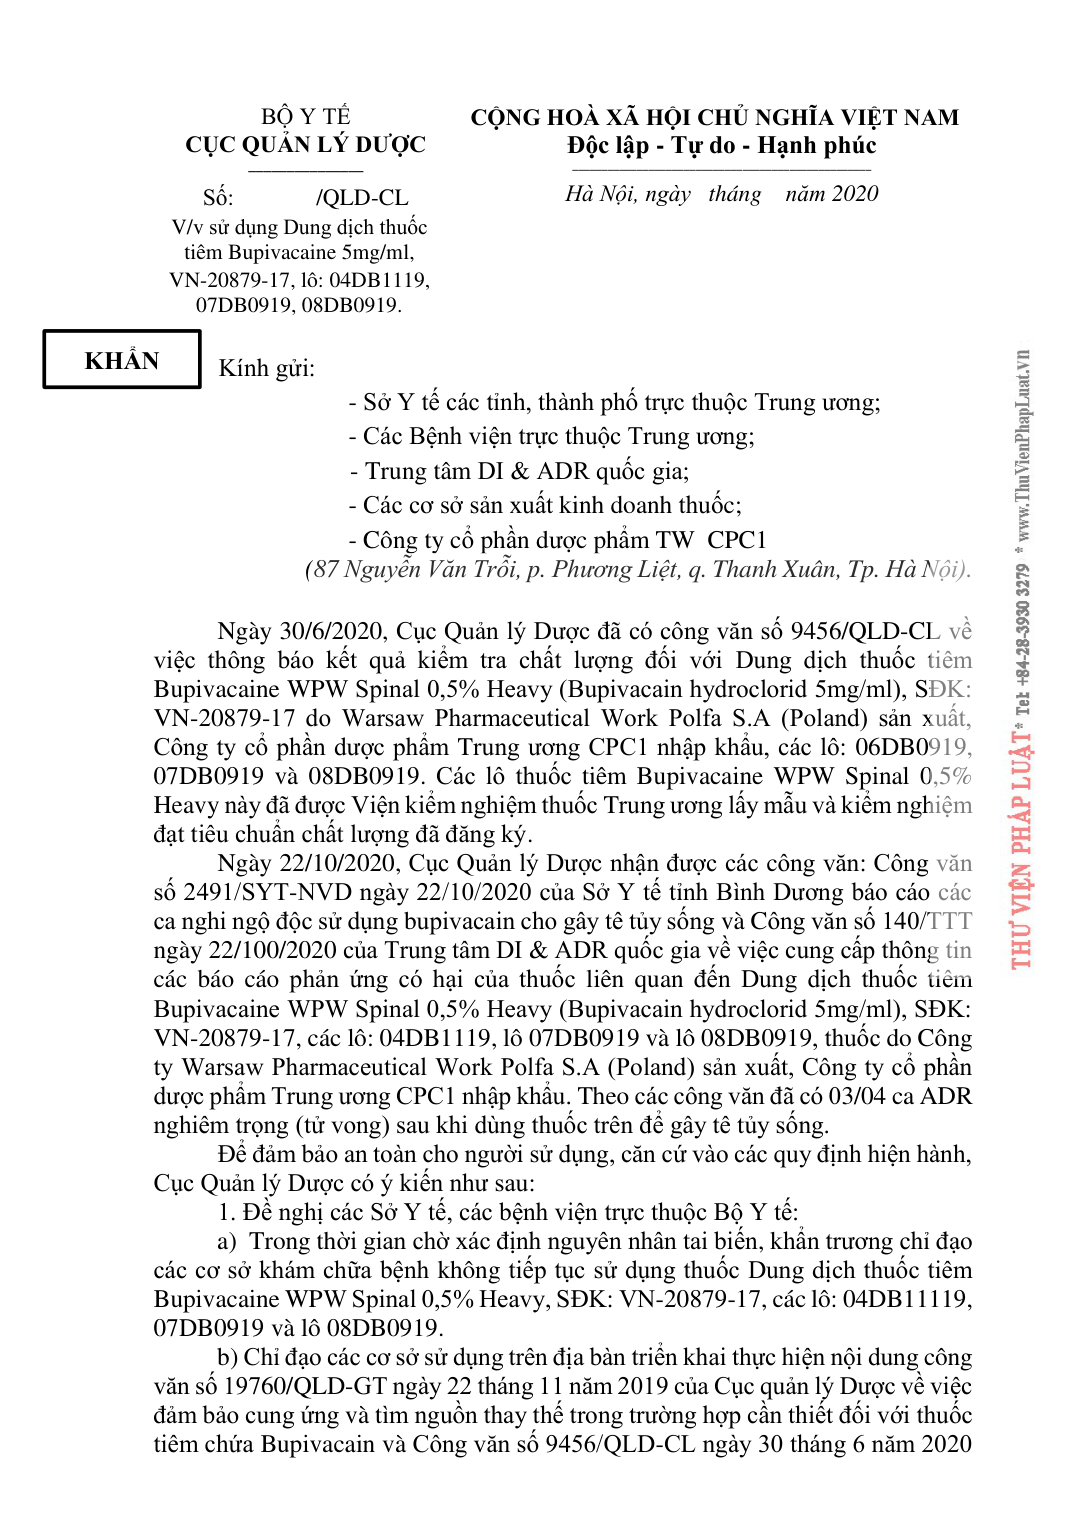 BỘ Y TẾ
CỤC QUẢN LÝ DƯỢC
Số: /QLD-CL
V/v sử dụng Dung dịch thuốc
tiêm Bupivacaine 5mg/ml,
VN-20879-17, lô: 04DB1119,
07DB0919, 08DB0919.
CỘNG HOÀ XÃ HỘI CHỦ NGHĨA VIỆT NAM
Độc lập - Tự do - Hạnh phúc
Hà Nội, ngày tháng năm 2020
KHẨN
Kính gửi:
- Sở Y tế các tỉnh, thành phố trực thuộc Trung ương;
- Các Bệnh viện trực thuộc Trung ương;
- Trung tâm DI & ADR quốc gia;
- Các cơ sở sản xuất kinh doanh thuốc;
- Công ty cổ phần dược phẩm TW CPC1
(87 Nguyễn Văn Trỗi, p. Phương Liệt, q. Thanh Xuân, Tp. Hà Nội).
Ngày 30/6/2020, Cục Quản lý Dược đã có công văn số 9456/QLD-CL về
việc thông báo kết quả kiểm tra chất lượng đối với Dung dịch thuốc tiêm
Bupivacaine WPW Spinal 0,5% Heavy (Bupivacain hydroclorid 5mg/ml), SĐK:
VN-20879-17 do Warsaw Pharmaceutical Work Polfa S.A (Poland) sản xuất,
Công ty cổ phần dược phẩm Trung ương CPC1 nhập khẩu, các lô: 06DB0919,
07DB0919 và 08DB0919. Các lô thuốc tiêm Bupivacaine WPW Spinal 0,5%
Heavy này đã được Viện kiểm nghiệm thuốc Trung ương lấy mẫu và kiểm nghiệm
đạt tiêu chuẩn chất lượng đã đăng ký.
Ngày 22/10/2020, Cục Quản lý Dược nhận được các công văn: Công văn
số 2491/SYT-NVD ngày 22/10/2020 của Sở Y tế tỉnh Bình Dương báo cáo các
ca nghi ngộ độc sử dụng bupivacain cho gây tê tủy sống và Công văn số 140/TTT
ngày 22/100/2020 của Trung tâm DI & ADR quốc gia về việc cung cấp thông tin
các báo cáo phản ứng có hại của thuốc liên quan đến Dung dịch thuốc tiêm
Bupivacaine WPW Spinal 0,5% Heavy (Bupivacain hydroclorid 5mg/ml), SĐK:
VN-20879-17, các lô: 04DB1119, lô 07DB0919 và lô 08DB0919, thuốc do Công
ty Warsaw Pharmaceutical Work Polfa S.A (Poland) sản xuất, Công ty cổ phần
dược phẩm Trung ương CPC1 nhập khẩu. Theo các công văn đã có 03/04 ca ADR
nghiêm trọng (tử vong) sau khi dùng thuốc trên để gây tê tủy sống.
Để đảm bảo an toàn cho người sử dụng, căn cứ vào các quy định hiện hành,
Cục Quản lý Dược có ý kiến như sau:
1. Đề nghị các Sở Y tế, các bệnh viện trực thuộc Bộ Y tế:
a) Trong thời gian chờ xác định nguyên nhân tai biến, khẩn trương chỉ đạo
các cơ sở khám chữa bệnh không tiếp tục sử dụng thuốc Dung dịch thuốc tiêm
Bupivacaine WPW Spinal 0,5% Heavy, SĐK: VN-20879-17, các lô: 04DB11119,
07DB0919 và lô 08DB0919.
b) Chỉ đạo các cơ sở sử dụng trên địa bàn triển khai thực hiện nội dung công
văn số 19760/QLD-GT ngày 22 tháng 11 năm 2019 của Cục quản lý Dược về việc
đảm bảo cung ứng và tìm nguồn thay thế trong trường hợp cần thiết đối với thuốc
tiêm chứa Bupivacain và Công văn số 9456/QLD-CL ngày 30 tháng 6 năm 2020
THƯ VIỆN PHÁP LUẬT * Tel: +84-28-3930 3279 * www.ThuVienPhapLuat.vn